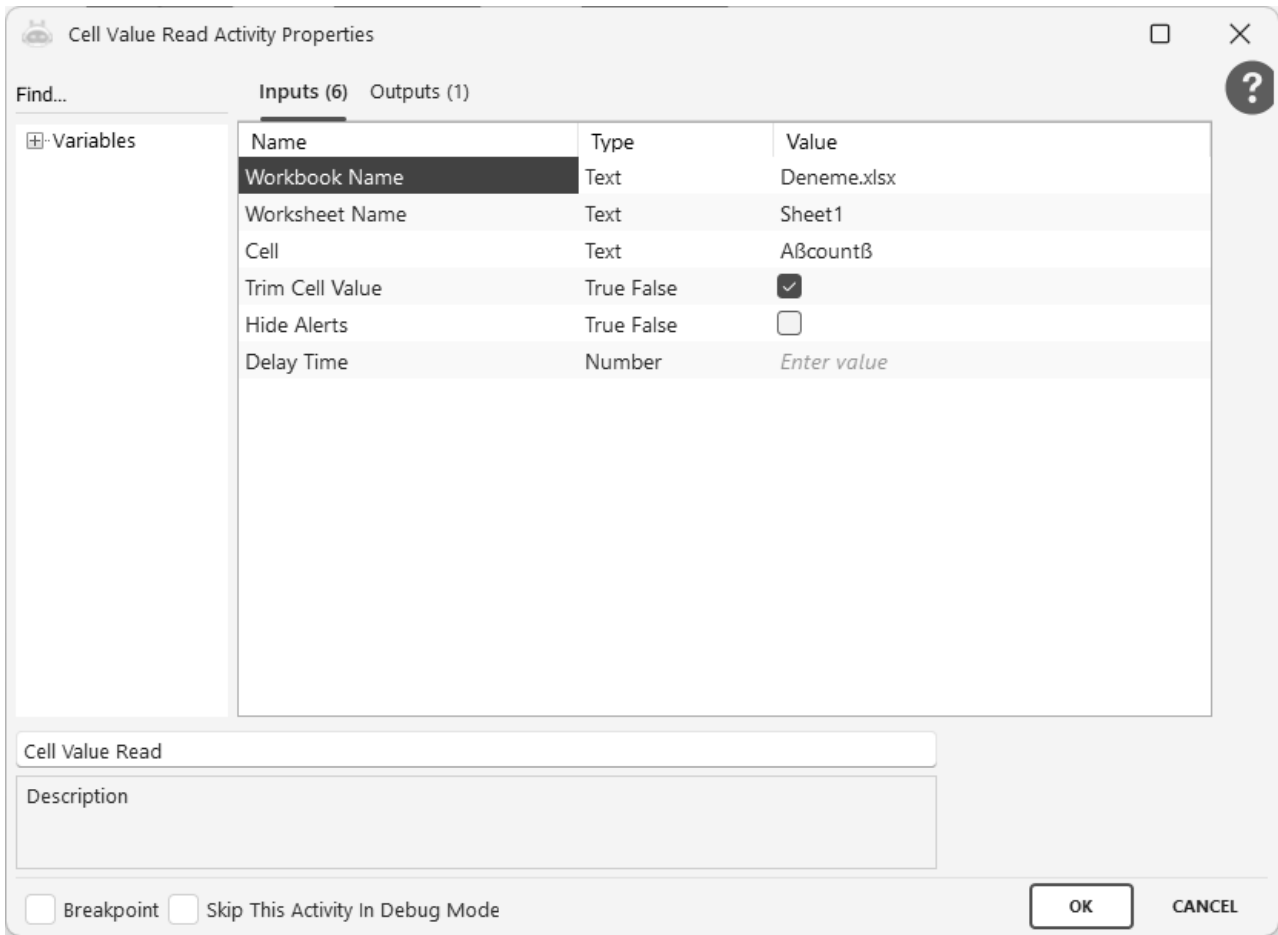 Cell Value Read Activity Properties
Find...
Inputs (6) Outputs (1)
?
Variables
Name Type Value
Workbook Name Text Deneme.xlsx
Worksheet Name Text Sheet1
Cell Text Aßcountß
Trim Cell Value True False
Hide Alerts True False
Delay Time Number Enter value
Cell Value Read
Description
Breakpoint Skip This Activity In Debug Mode OK CANCEL